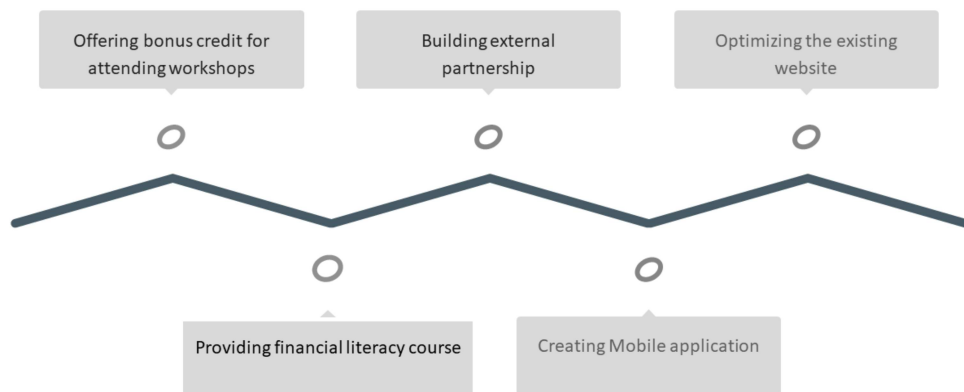 Offering bonus credit for
attending workshops
Building external
partnership
Optimizing the existing
website
Providing financial literacy course
Creating Mobile application